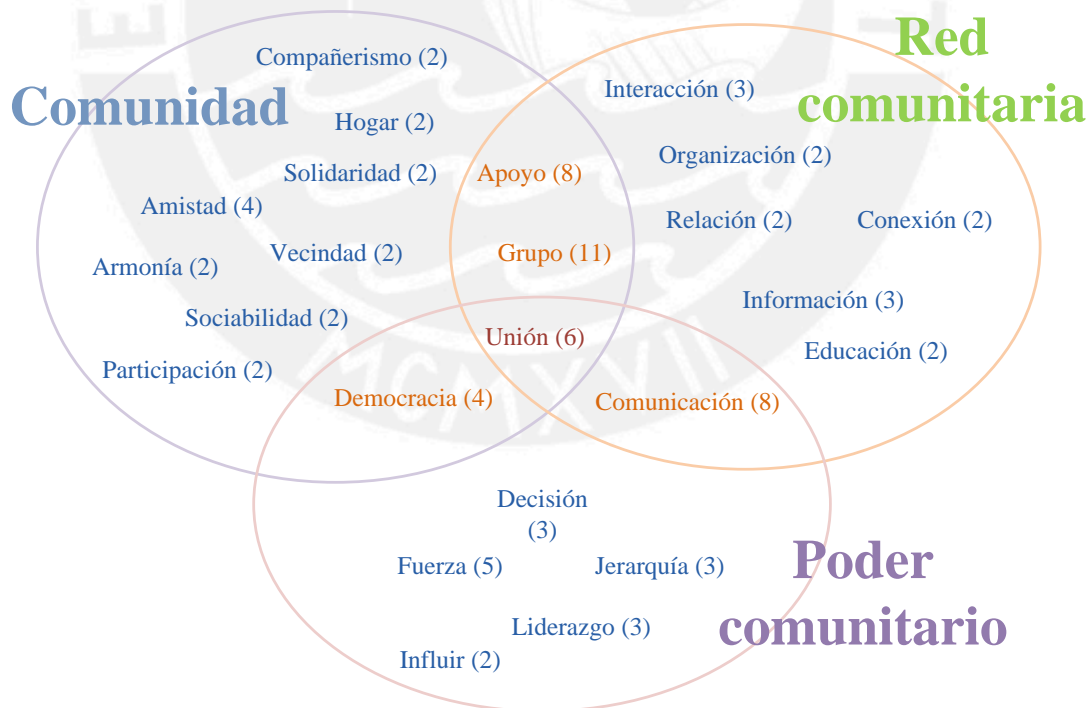 Red
comunitaria
Comunidad
Compañerismo (2)
Hogar (2)
Solidaridad (2)
Amistad (4)
Vecindad (2)
Armonía (2)
Sociabilidad (2)
Participación (2)
Apoyo (8)
Grupo (11)
Unión (6)
Democracia (4)
Comunicación (8)
Interacción (3)
Organización (2)
Relación (2)
Conexión (2)
Información (3)
Educación (2)
Decisión
(3)
Fuerza (5)
Jerarquía (3)
Liderazgo (3)
Influir (2)
Poder
comunitario
MCMXVII